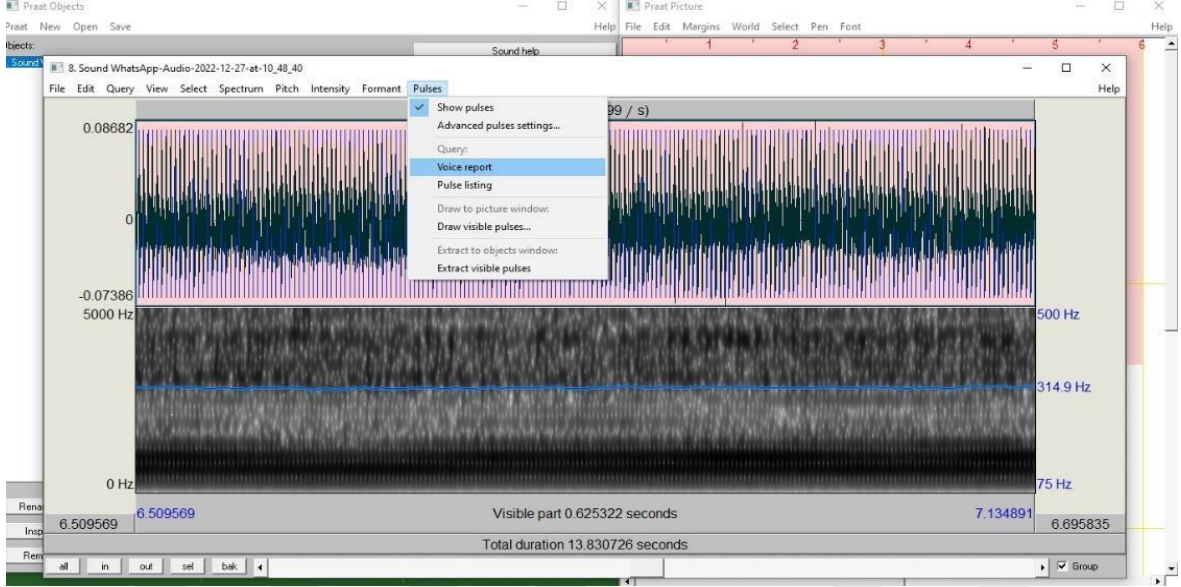 Praat Objects
Praat New Open Save Help
Objects:
Sound help
Praat Picture
File Edit Margins World Select Pen Font Help
1 2 3 4 5 6
8. Sound WhatsApp-Audio-2022-12-27-at-10_48_40
File Edit Query View Select Spectrum Pitch Intensity Formant Pulses Help
99 / s)
Show pulses
Advanced pulses settings...
Query:
Voice report
Pulse listing
Draw to picture window:
Draw visible pulses...
Extract to objects window:
Extract visible pulses
0.08682
0
-0.07386
5000 Hz
0 Hz
500 Hz
314.9 Hz
75 Hz
6.509569 Visible part 0.625322 seconds 7.134891
6.509569 6.695835
Total duration 13.830726 seconds
Rena
Insp
Rem
all in out sel bak Group